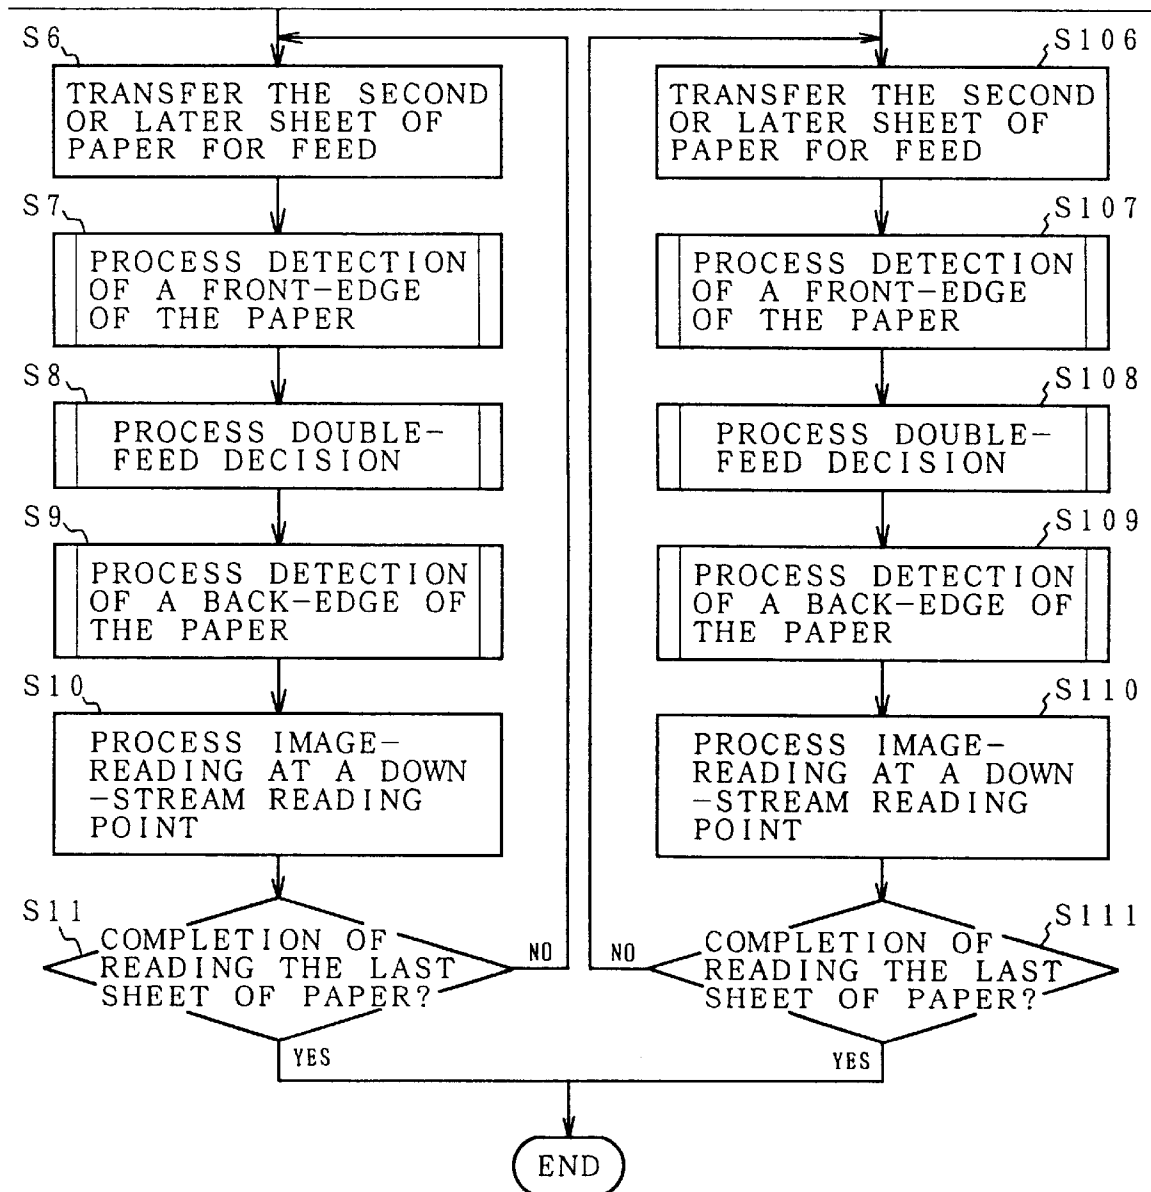 S6
TRANSFER THE SECOND
OR LATER SHEET OF
PAPER FOR FEED
S7
PROCESS DETECTION
OF A FRONT-EDGE
OF THE PAPER
S8
PROCESS DOUBLE-
FEED DECISION
S9
PROCESS DETECTION
OF A BACK-EDGE OF
THE PAPER
S10
PROCESS IMAGE-
READING AT A DOWN
-STREAM READING
POINT
S11
COMPLETION OF
READING THE LAST
SHEET OF PAPER?
NO
YES
S106
TRANSFER THE SECOND
OR LATER SHEET OF
PAPER FOR FEED
S107
PROCESS DETECTION
OF A FRONT-EDGE
OF THE PAPER
S108
PROCESS DOUBLE-
FEED DECISION
S109
PROCESS DETECTION
OF A BACK-EDGE OF
THE PAPER
S110
PROCESS IMAGE-
READING AT A DOWN
-STREAM READING
POINT
S111
COMPLETION OF
READING THE LAST
SHEET OF PAPER?
NO
YES
END